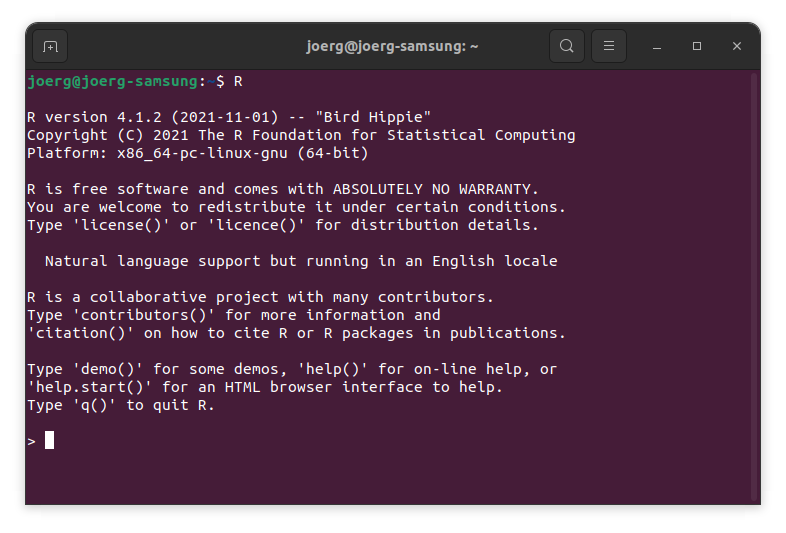 joerg@joerg-samsung: ~
joerg@joerg-samsung:~$ R
R version 4.1.2 (2021-11-01) -- "Bird Hippie"
Copyright (C) 2021 The R Foundation for Statistical Computing
Platform: x86_64-pc-linux-gnu (64-bit)
R is free software and comes with ABSOLUTELY NO WARRANTY.
You are welcome to redistribute it under certain conditions.
Type 'license()' or 'licence()' for distribution details.
Natural language support but running in an English locale
R is a collaborative project with many contributors.
Type 'contributors()' for more information and
'citation()' on how to cite R or R packages in publications.
Type 'demo()' for some demos, 'help()' for on-line help, or
'help.start()' for an HTML browser interface to help.
Type 'q()' to quit R.
>